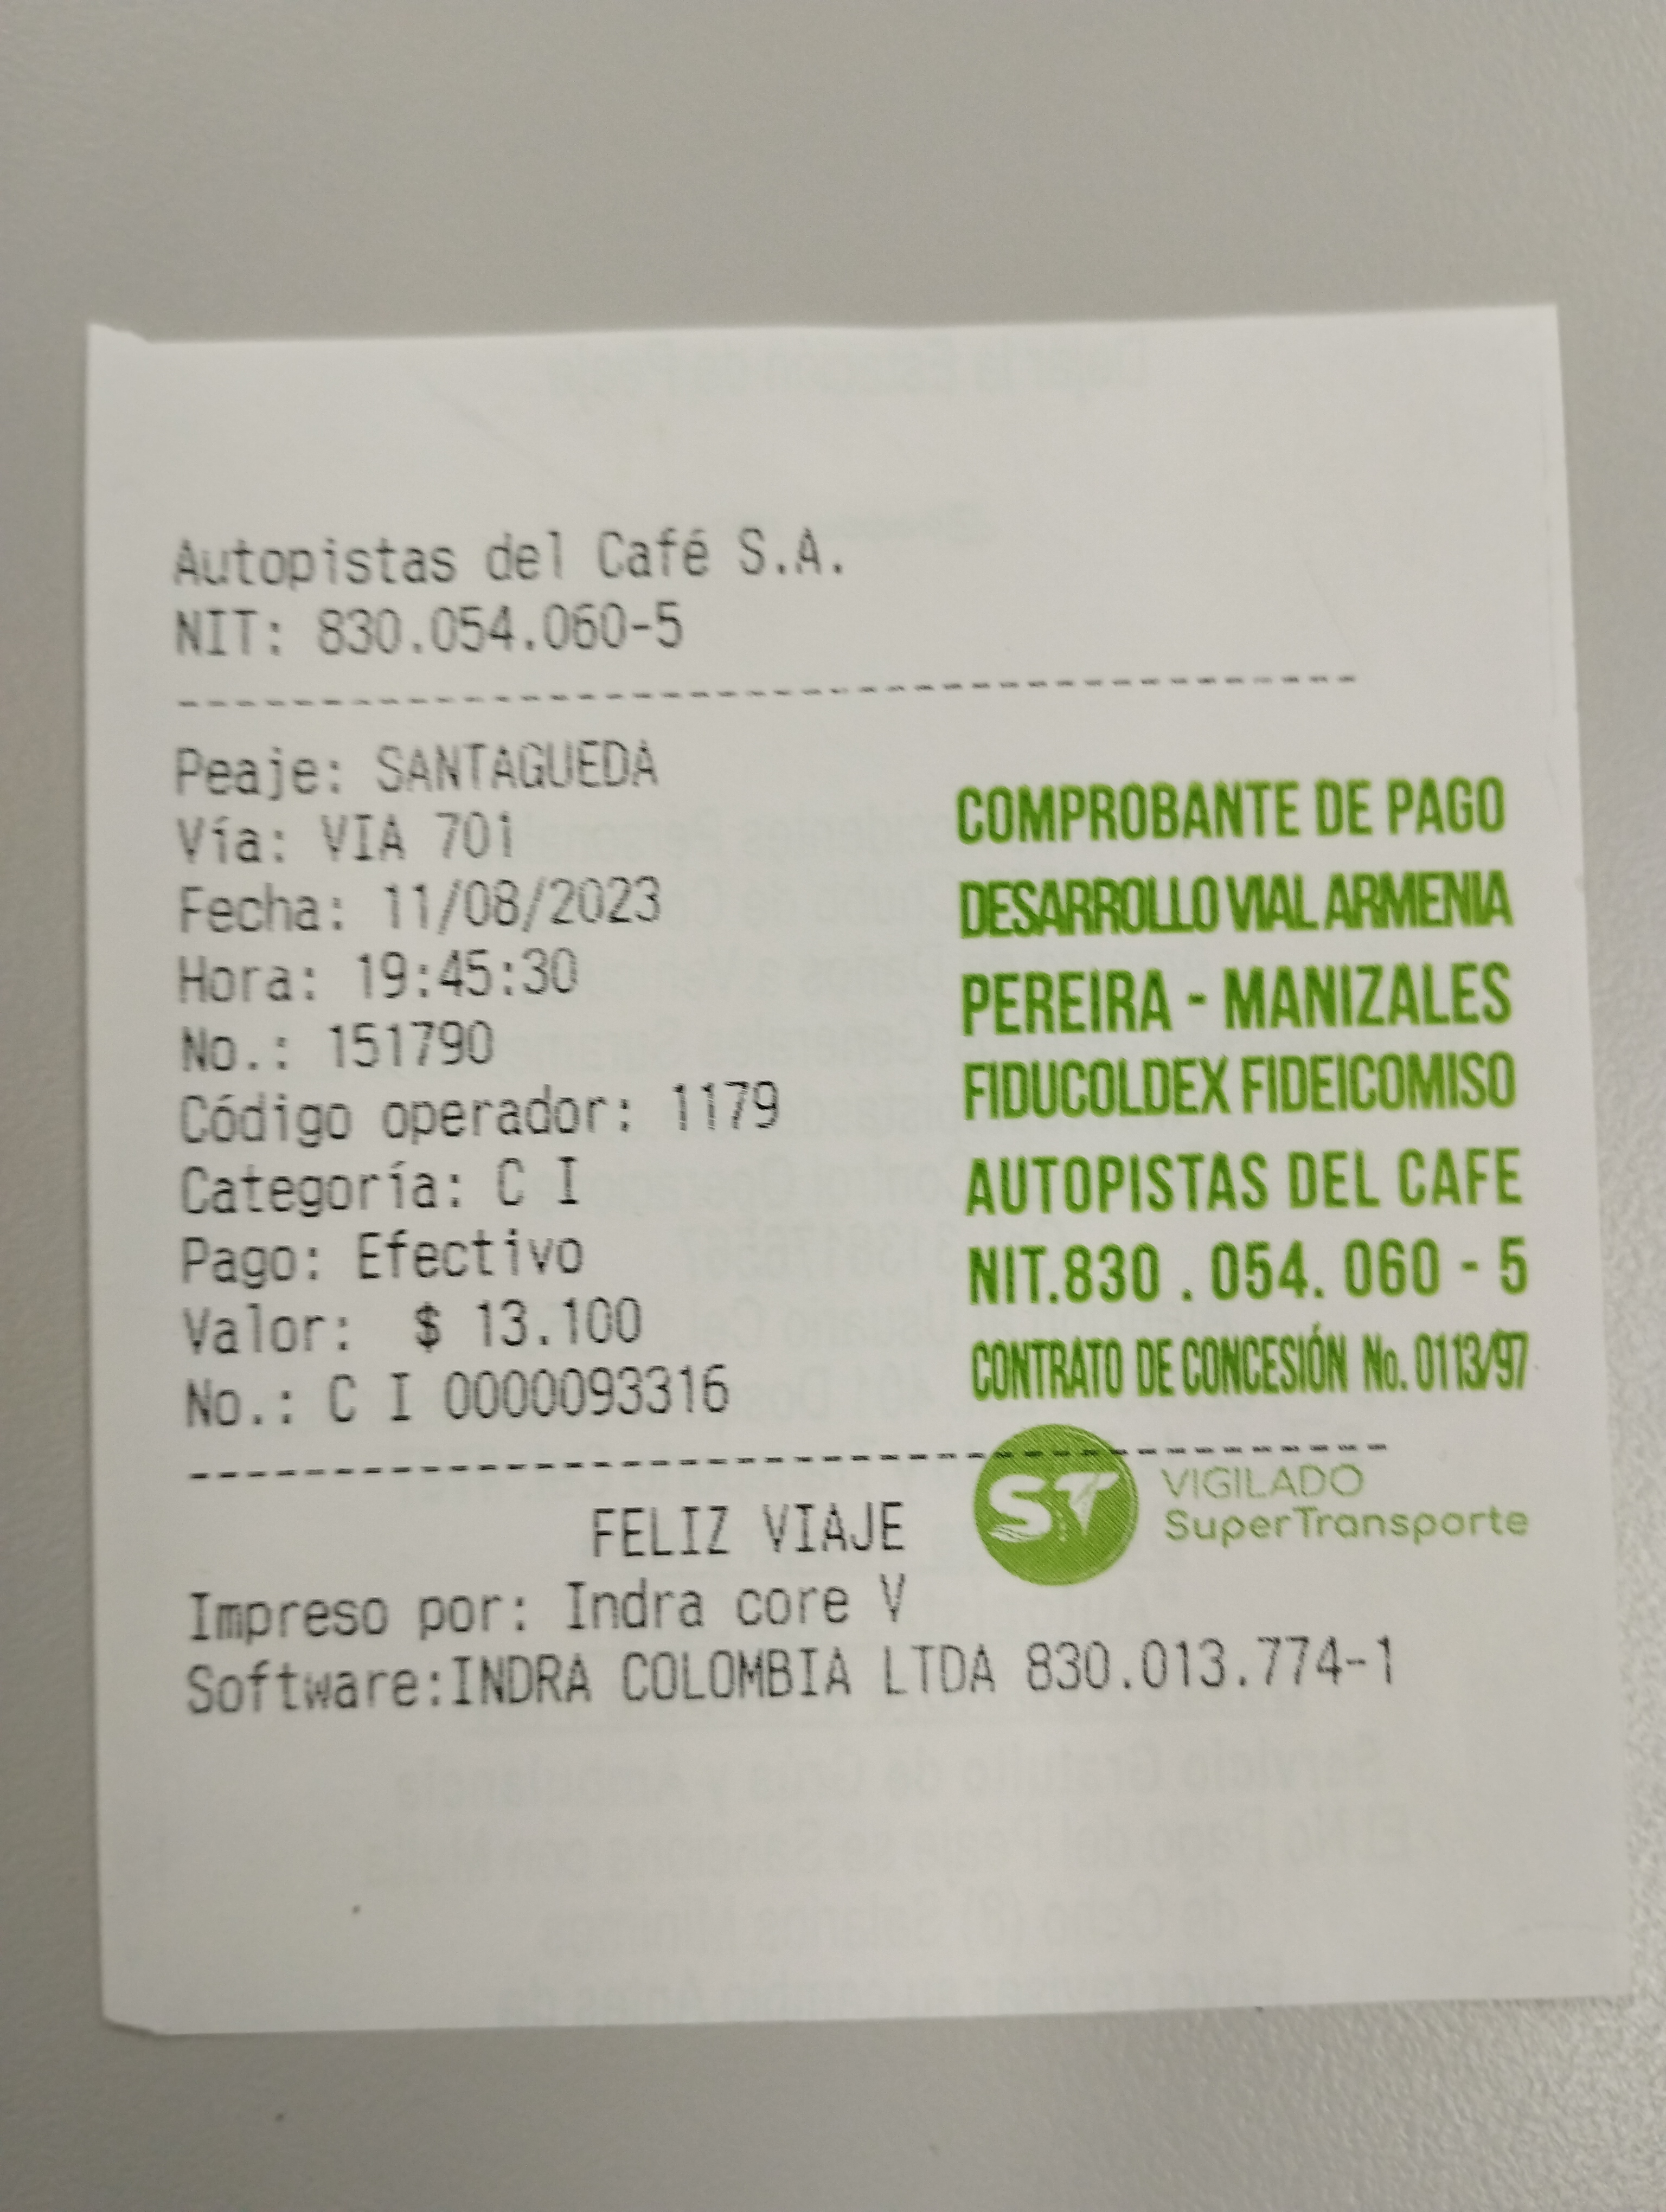 Autopistas del Café S.A.
NIT: 830.054.060-5
Peaje: SANTAGUEDA
Vía: VIA 701
Fecha: 11/08/2023
Hora: 19:45:30
No.: 151790
Código operador: 1179
Categoría: C I
Pago: Efectivo
Valor: $ 13.100
No.: C I 0000093316
COMPROBANTE DE PAGO
DESARROLLO VIAL ARMENIA
PEREIRA - MANIZALES
FIDUCOLDEX FIDEICOMISO
AUTOPISTAS DEL CAFE
NIT.830 . 054. 060 - 5
CONTRATO DE CONCESIÓN No. 0113/97
ST
VIGILADO
SuperTransporte
FELIZ VIAJE
Impreso por: Indra core V
Software:INDRA COLOMBIA LTDA 830.013.774-1